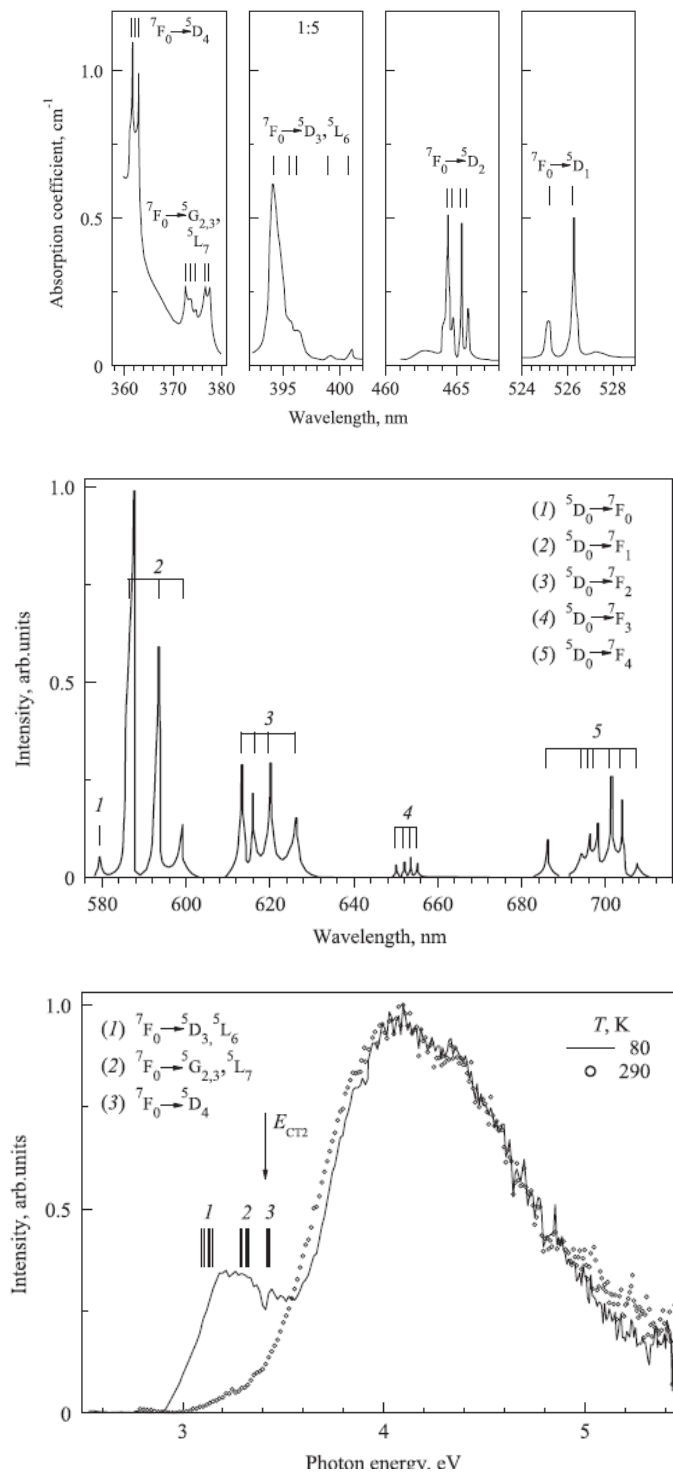 ⁷F₀→⁵D₄
1.0
1:5
⁷F₀→⁵D₃,⁵L₆
⁷F₀→⁵D₂
⁷F₀→⁵D₁
Absorption coefficient, cm⁻¹
0.5
⁷F₀→⁵G₂,₃,
⁵L₇
0
360 370 380 395 400 460 465 524 526 528
Wavelength, nm
1.0
(1) ⁵D₀→⁷F₀
(2) ⁵D₀→⁷F₁
(3) ⁵D₀→⁷F₂
(4) ⁵D₀→⁷F₃
(5) ⁵D₀→⁷F₄
2
Intensity, arb.units
0.5
3
5
1
4
0
580 600 620 640 660 680 700
Wavelength, nm
1.0
(1) ⁷F₀→⁵D₃,⁵L₆
(2) ⁷F₀→⁵G₂,₃,⁵L₇
(3) ⁷F₀→⁵D₄
T, K
80
290
E_CT2
Intensity, arb.units
0.5
1 2 3
0
3 4 5
Photon energy, eV